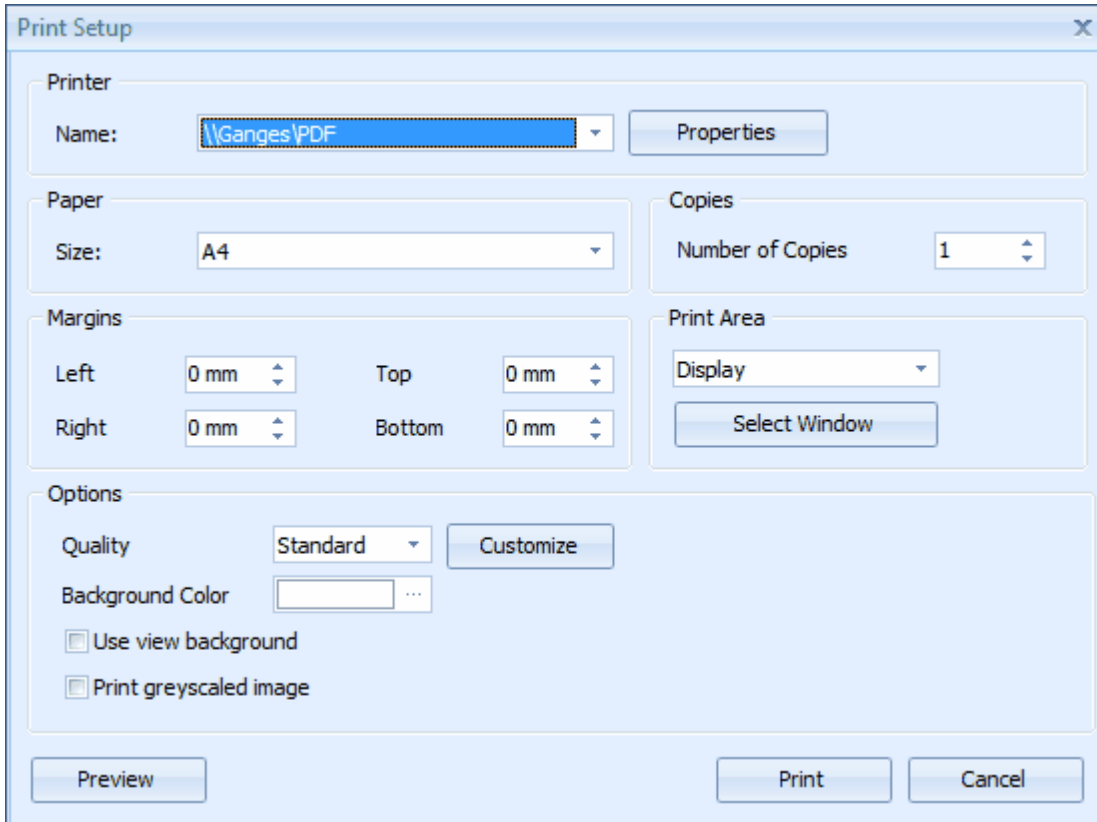 Print Setup
Printer
Name: \\Ganges\PDF Properties
Paper
Size: A4
Copies
Number of Copies 1
Margins
Left 0 mm Top 0 mm
Right 0 mm Bottom 0 mm
Print Area
Display
Select Window
Options
Quality Standard Customize
Background Color ...
Use view background
Print greyscaled image
Preview Print Cancel